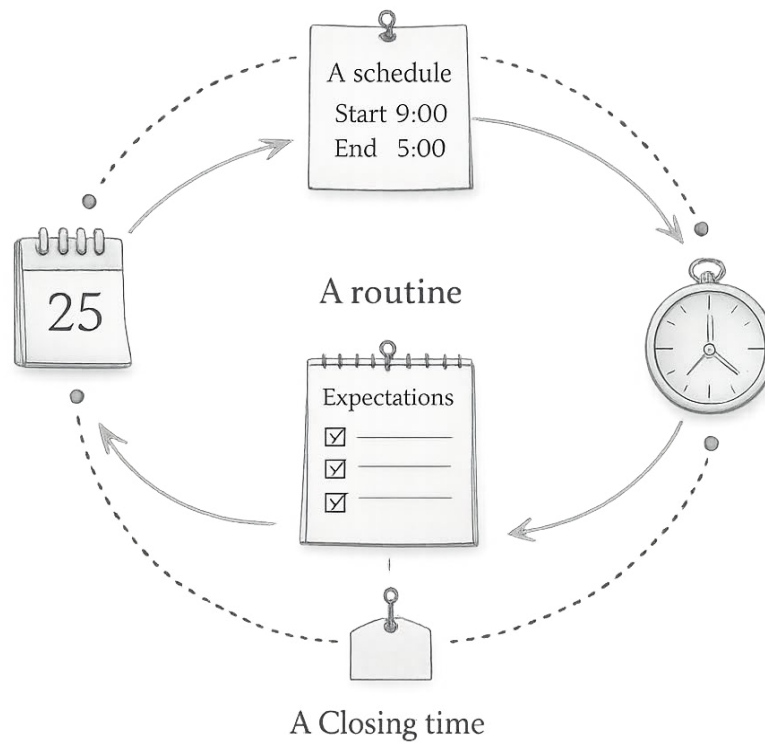 A schedule
Start 9:00
End 5:00
25
A routine
Expectations
A Closing time